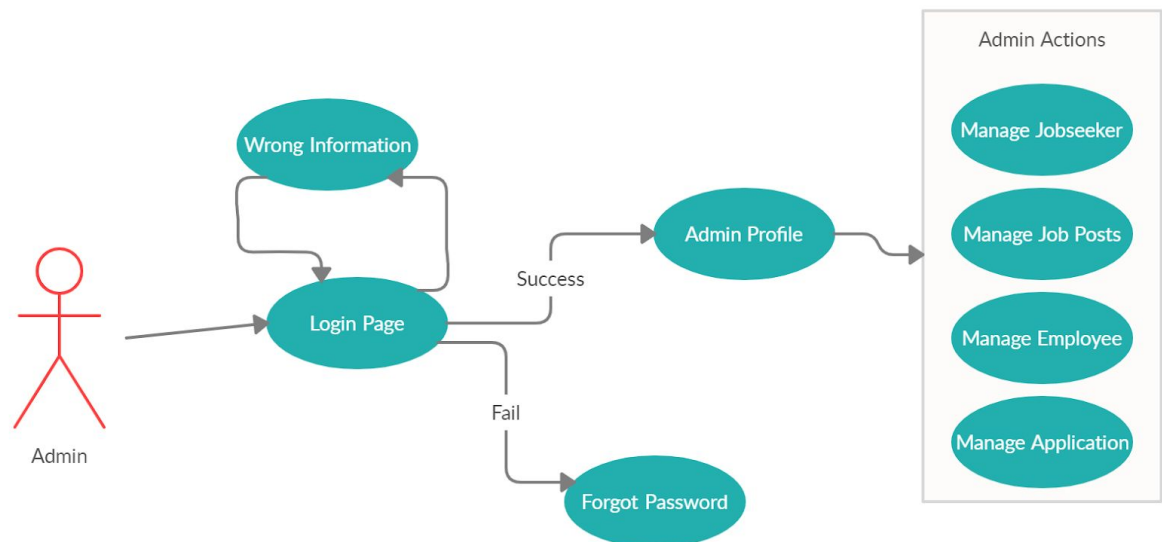 Admin Actions
Wrong Information
Manage Jobseeker
Admin Profile
Manage Job Posts
Success
Login Page
Manage Employee
Fail
Admin
Manage Application
Forgot Password